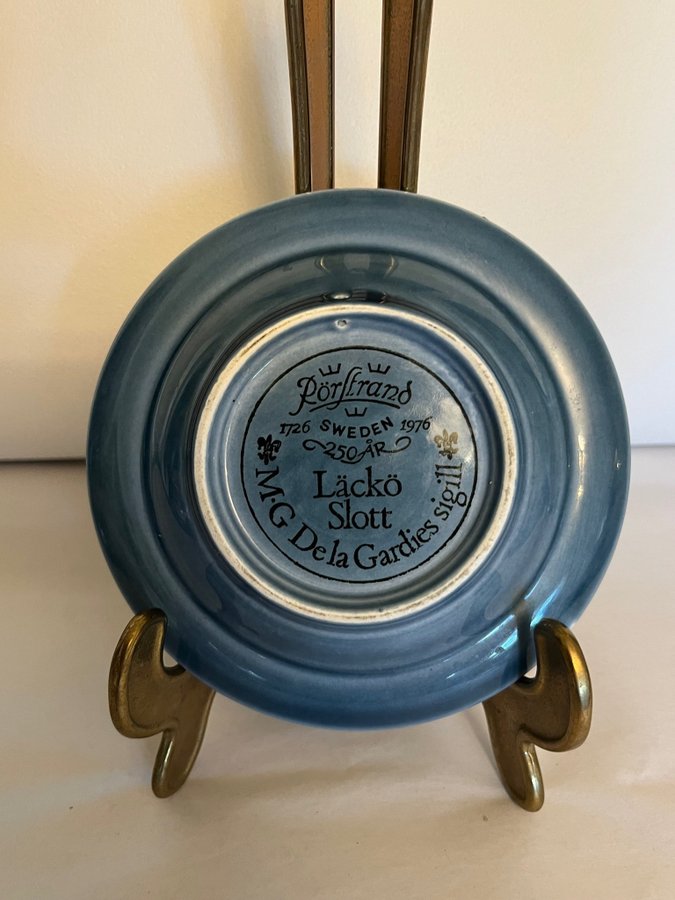 Rörstrand
1726 SWEDEN 1976
250 ÅR
Läckö
Slott
M·G De la Gardies sigill